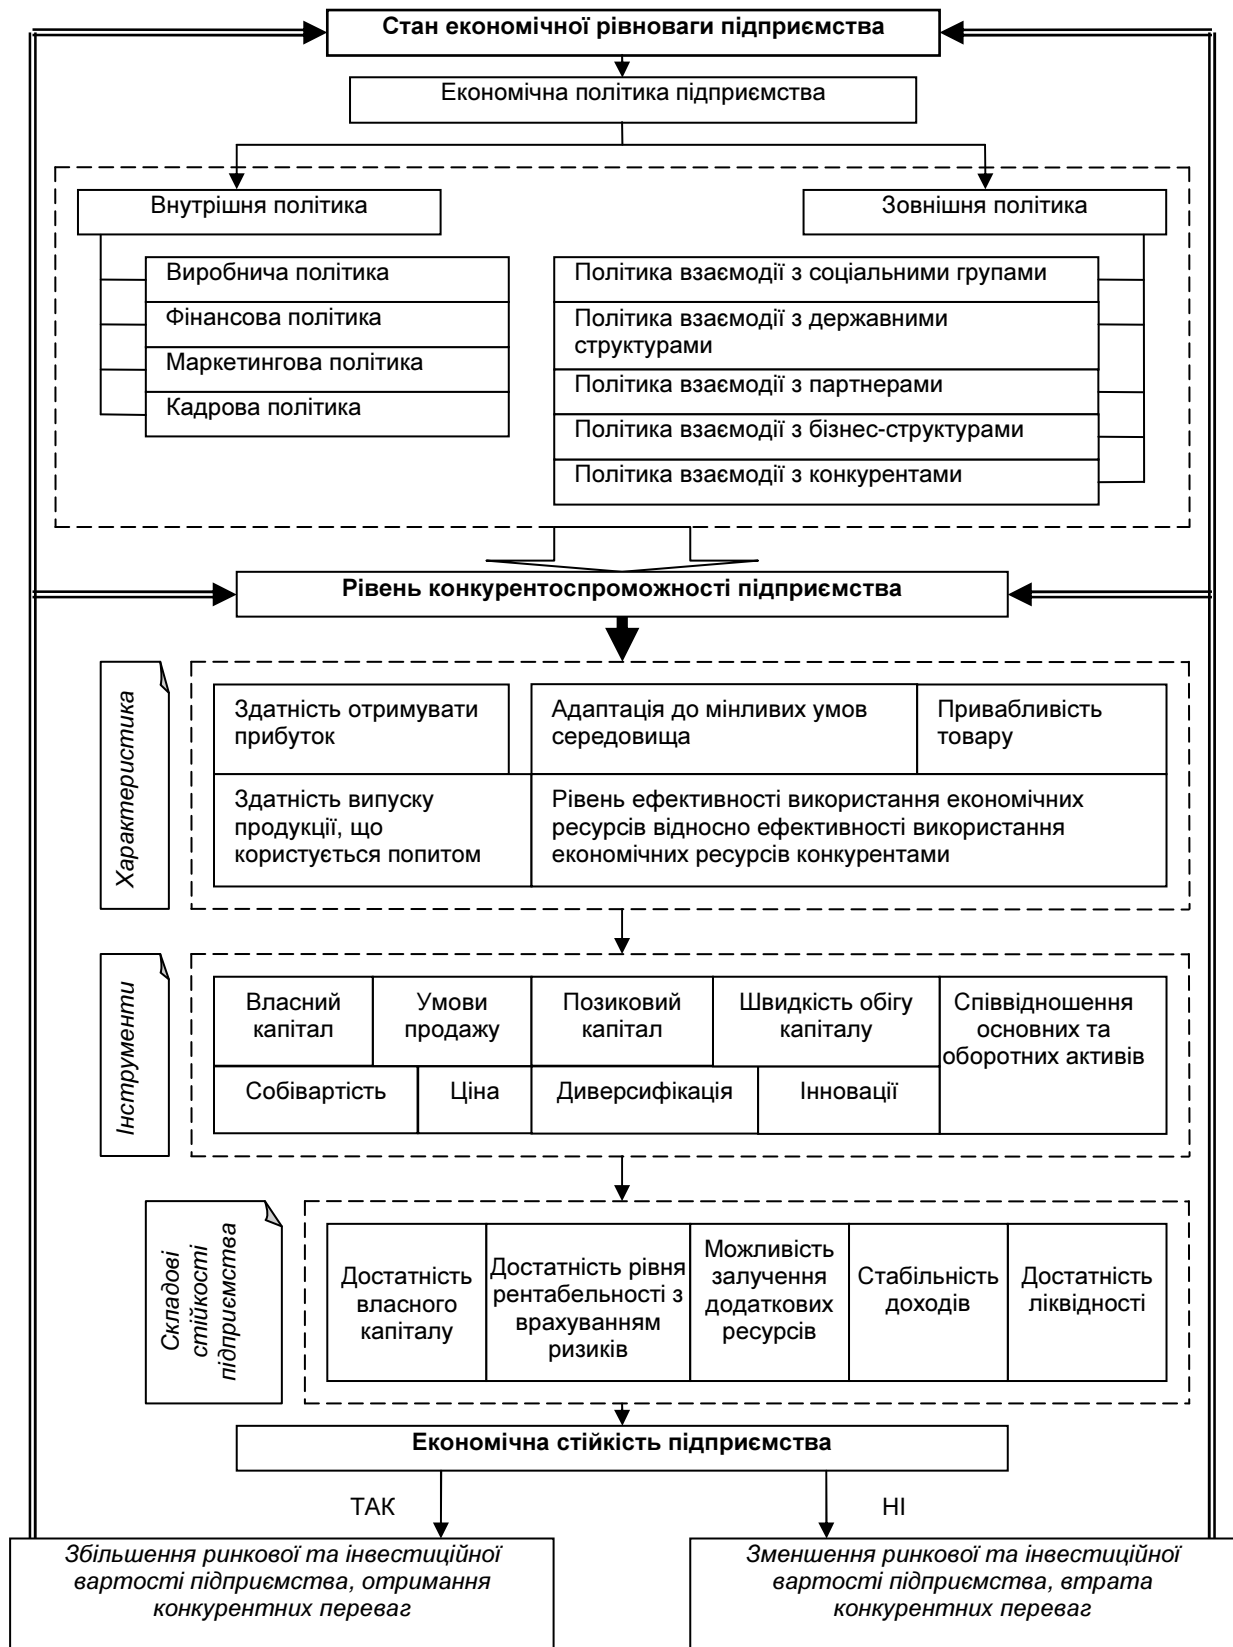 Стан економічної рівноваги підприємства
Економічна політика підприємства
Внутрішня політика
Зовнішня політика
Виробнича політика
Фінансова політика
Маркетингова політика
Кадрова політика
Політика взаємодії з соціальними групами
Політика взаємодії з державними
структурами
Політика взаємодії з партнерами
Політика взаємодії з бізнес-структурами
Політика взаємодії з конкурентами
Рівень конкурентоспроможності підприємства
Характеристика
Здатність отримувати
прибуток
Адаптація до мінливих умов
середовища
Привабливість
товару
Здатність випуску
продукції, що
користується попитом
Рівень ефективності використання економічних
ресурсів відносно ефективності використання
економічних ресурсів конкурентами
Інструменти
Власний
капітал
Умови
продажу
Позиковий
капітал
Швидкість обігу
капіталу
Співвідношення
основних та
оборотних активів
Собівартість
Ціна
Диверсифікація
Інновації
Складові
стійкості
підприємства
Достатність
власного
капіталу
Достатність рівня
рентабельності з
врахуванням
ризиків
Можливість
залучення
додаткових
ресурсів
Стабільність
доходів
Достатність
ліквідності
Економічна стійкість підприємства
ТАК
НІ
Збільшення ринкової та інвестиційної
вартості підприємства, отримання
конкурентних переваг
Зменшення ринкової та інвестиційної
вартості підприємства, втрата
конкурентних переваг